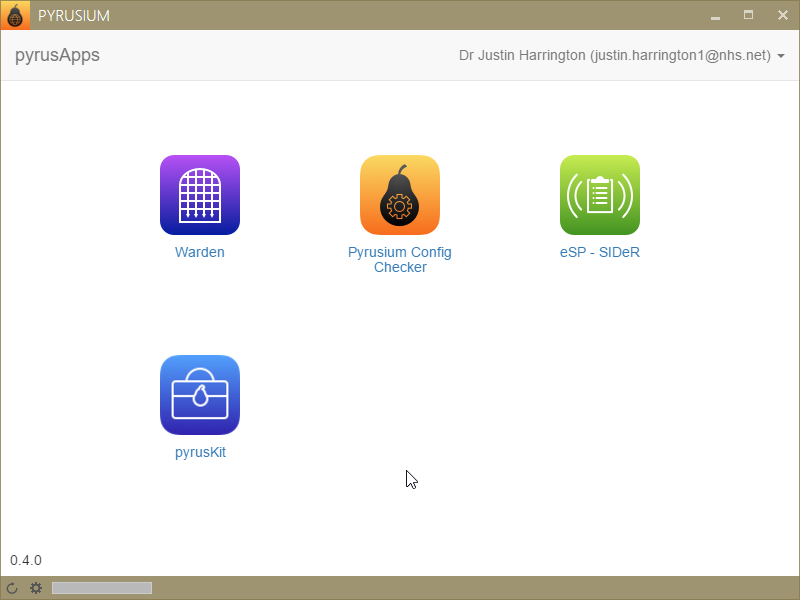 PYRUSIUM
pyrusApps
Dr Justin Harrington (justin.harrington1@nhs.net)
Warden
Pyrusium Config
Checker
eSP - SIDeR
pyrusKit
0.4.0